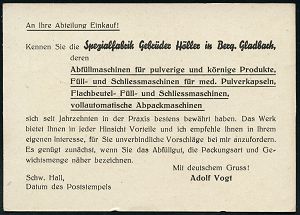 An Ihre Abteilung Einkauf!
Kennen Sie die Spezialfabrik Gebrüder Höller in Berg. Gladbach,
deren
Abfüllmaschinen für pulverige und körnige Produkte,
Füll- und Schliessmaschinen für med. Pulverkapseln,
Flachbeutel- Füll- und Schliessmaschinen,
vollautomatische Abpackmaschinen
sich seit Jahrzehnten in der Praxis bestens bewährt haben. Das Werk
bietet Ihnen in jeder Hinsicht Vorteile und ich empfehle Ihnen in Ihrem
eigenen Interesse, für Sie unverbindliche Vorschläge bei mir anzufordern.
Es genügt zunächst, wenn Sie das Abfüllgut, die Packungsart und Ge-
wichtsmenge näher bezeichnen.
Mit deutschem Gruss!
Schw. Hall, Adolf Vogt
Datum des Poststempels